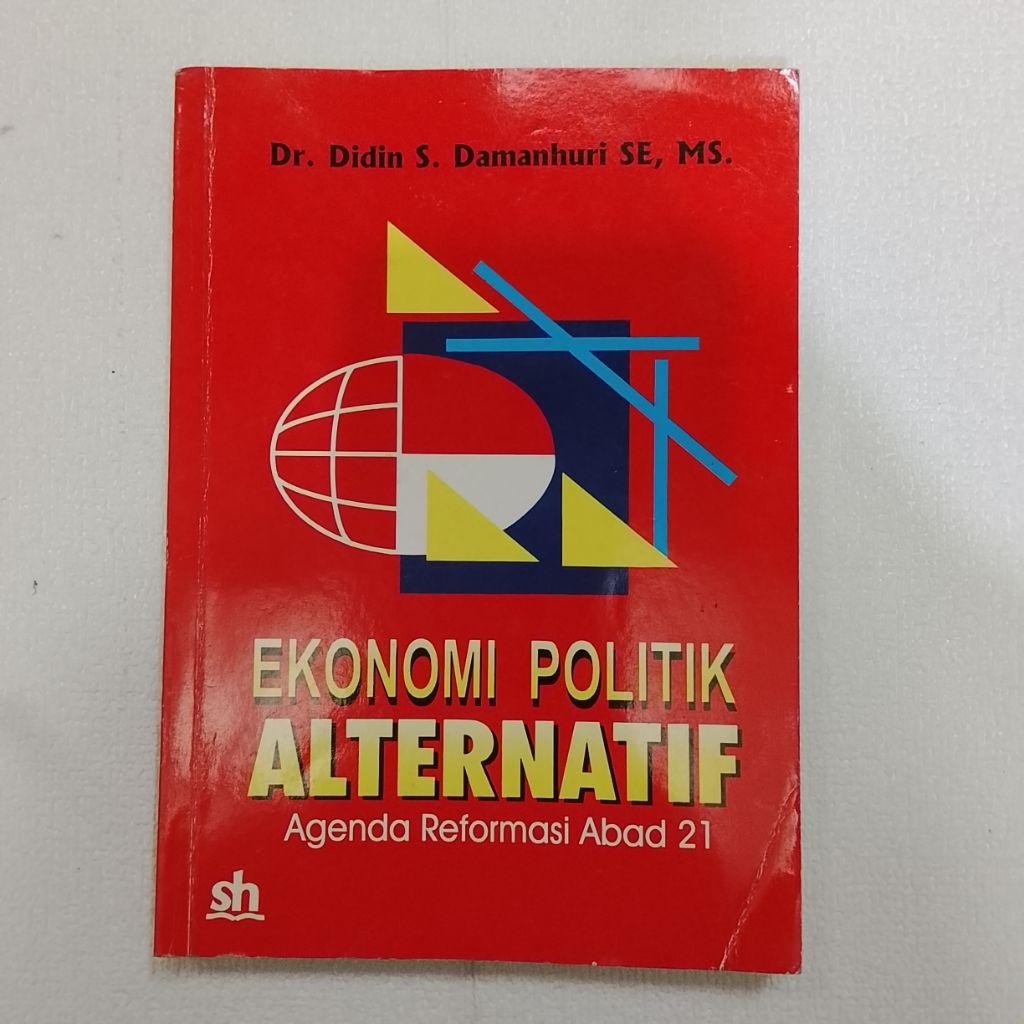 Dr. Didin S. Damanhuri SE, MS.
EKONOMI POLITIK
ALTERNATIF
Agenda Reformasi Abad 21
sh